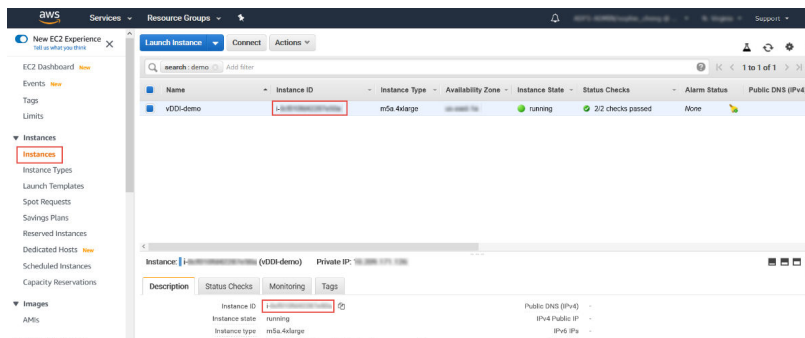 aws Services Resource Groups Support
New EC2 Experience
Tell us what you think
Launch Instance Connect Actions
EC2 Dashboard New
search : demo Add filter 1 to 1 of 1
Events New
Name Instance ID Instance Type Availability Zone Instance State Status Checks Alarm Status Public DNS (IPv4
Tags
vDDI-demo i- m5a.4xlarge running 2/2 checks passed None
Limits
Instances
Instances
Instance Types
Launch Templates
Spot Requests
Savings Plans
Reserved Instances
Dedicated Hosts New
Scheduled Instances
Capacity Reservations
Images
AMIs
Instance: i- (vDDI-demo) Private IP:
Description Status Checks Monitoring Tags
Instance ID i- Public DNS (IPv4) -
Instance state running IPv4 Public IP -
Instance type m5a.4xlarge IPv6 IPs -